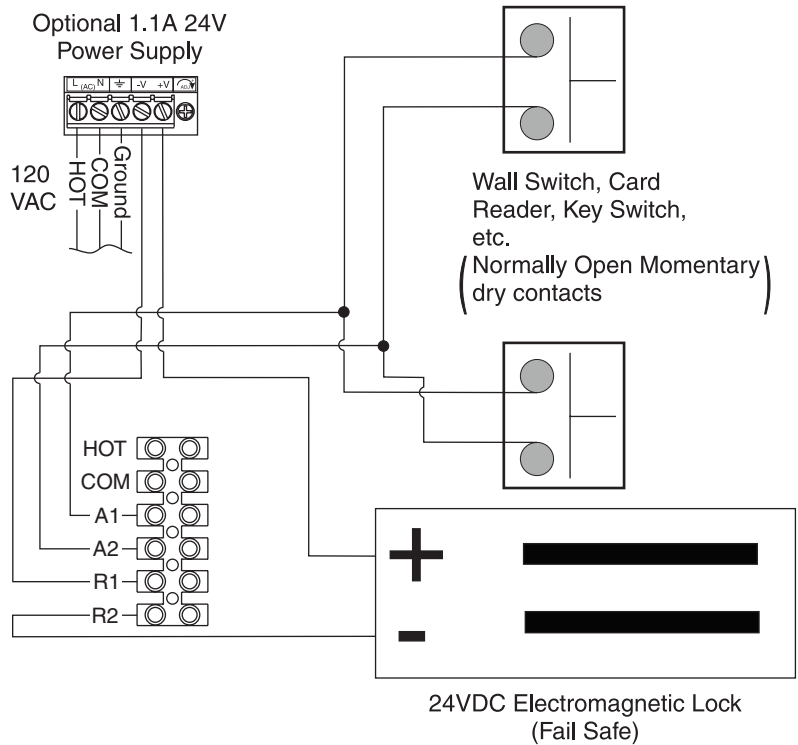 Optional 1.1A 24V
Power Supply
L (AC) N -V +V ADJ.
120
VAC
HOT
COM
Ground
Wall Switch, Card
Reader, Key Switch,
etc.
(Normally Open Momentary
dry contacts)
HOT
COM
A1
A2
R1
R2
+
-
24VDC Electromagnetic Lock
(Fail Safe)